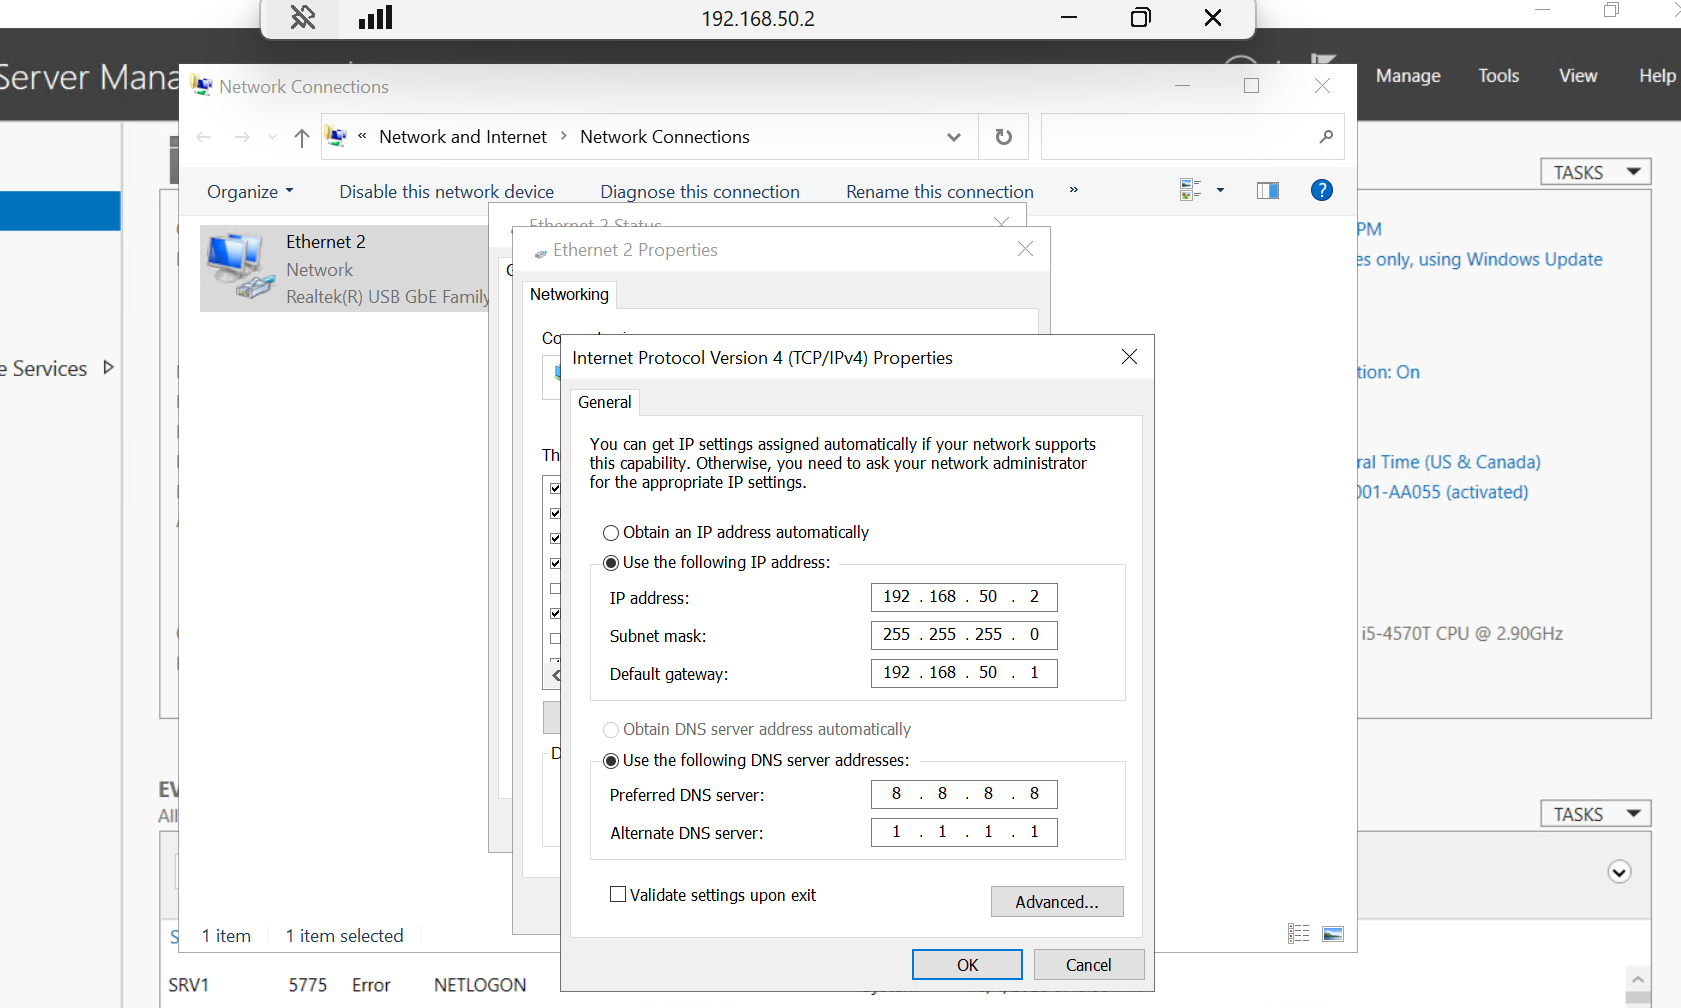 192.168.50.2
Server Mana
Manage Tools View Help
Network Connections
« Network and Internet › Network Connections
Organize Disable this network device Diagnose this connection Rename this connection »
TASKS
Ethernet 2
Network
Realtek(R) USB GbE Family
Ethernet 2 Status
Ethernet 2 Properties
Networking
PM
es only, using Windows Update
e Services
tion: On
ral Time (US & Canada)
001-AA055 (activated)
i5-4570T CPU @ 2.90GHz
Internet Protocol Version 4 (TCP/IPv4) Properties
General
You can get IP settings assigned automatically if your network supports
this capability. Otherwise, you need to ask your network administrator
for the appropriate IP settings.
Obtain an IP address automatically
Use the following IP address:
IP address: 192 . 168 . 50 . 2
Subnet mask: 255 . 255 . 255 . 0
Default gateway: 192 . 168 . 50 . 1
Obtain DNS server address automatically
Use the following DNS server addresses:
Preferred DNS server: 8 . 8 . 8 . 8
Alternate DNS server: 1 . 1 . 1 . 1
Validate settings upon exit
Advanced...
OK Cancel
EV
All
TASKS
1 item 1 item selected
SRV1 5775 Error NETLOGON